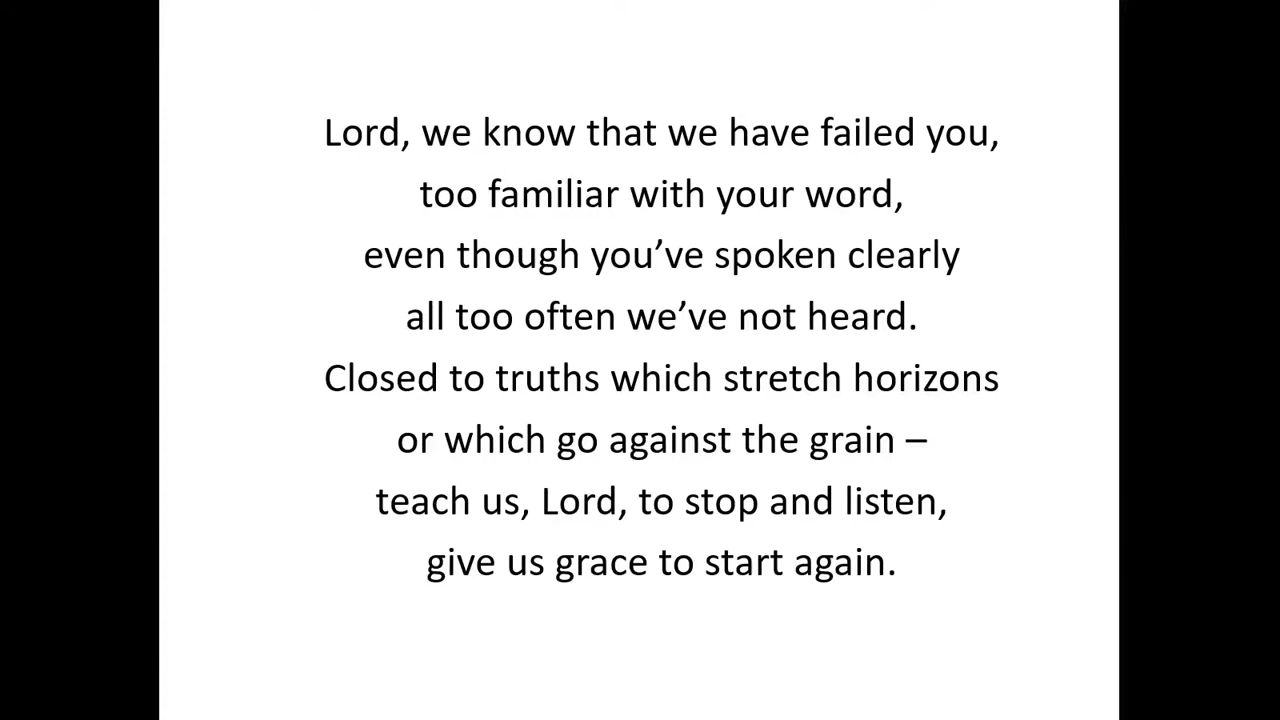 Lord, we know that we have failed you,
too familiar with your word,
even though you’ve spoken clearly
all too often we’ve not heard.
Closed to truths which stretch horizons
or which go against the grain –
teach us, Lord, to stop and listen,
give us grace to start again.